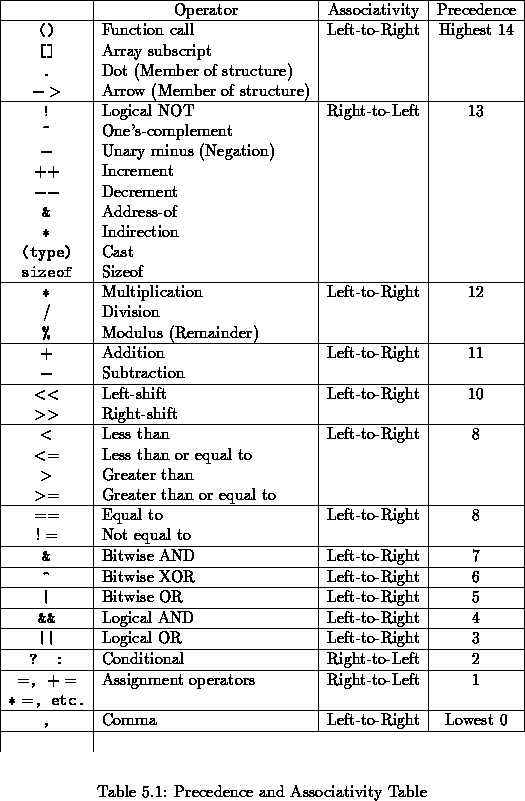 Operator Associativity Precedence
() Function call Left-to-Right Highest 14
[] Array subscript
. Dot (Member of structure)
−> Arrow (Member of structure)
! Logical NOT Right-to-Left 13
~ One's-complement
− Unary minus (Negation)
++ Increment
−− Decrement
& Address-of
* Indirection
(type) Cast
sizeof Sizeof
* Multiplication Left-to-Right 12
/ Division
% Modulus (Remainder)
+ Addition Left-to-Right 11
− Subtraction
<< Left-shift Left-to-Right 10
>> Right-shift
< Less than Left-to-Right 8
<= Less than or equal to
> Greater than
>= Greater than or equal to
== Equal to Left-to-Right 8
!= Not equal to
& Bitwise AND Left-to-Right 7
^ Bitwise XOR Left-to-Right 6
| Bitwise OR Left-to-Right 5
&& Logical AND Left-to-Right 4
|| Logical OR Left-to-Right 3
? : Conditional Right-to-Left 2
=, += Assignment operators Right-to-Left 1
*=, etc.
, Comma Left-to-Right Lowest 0
Table 5.1: Precedence and Associativity Table